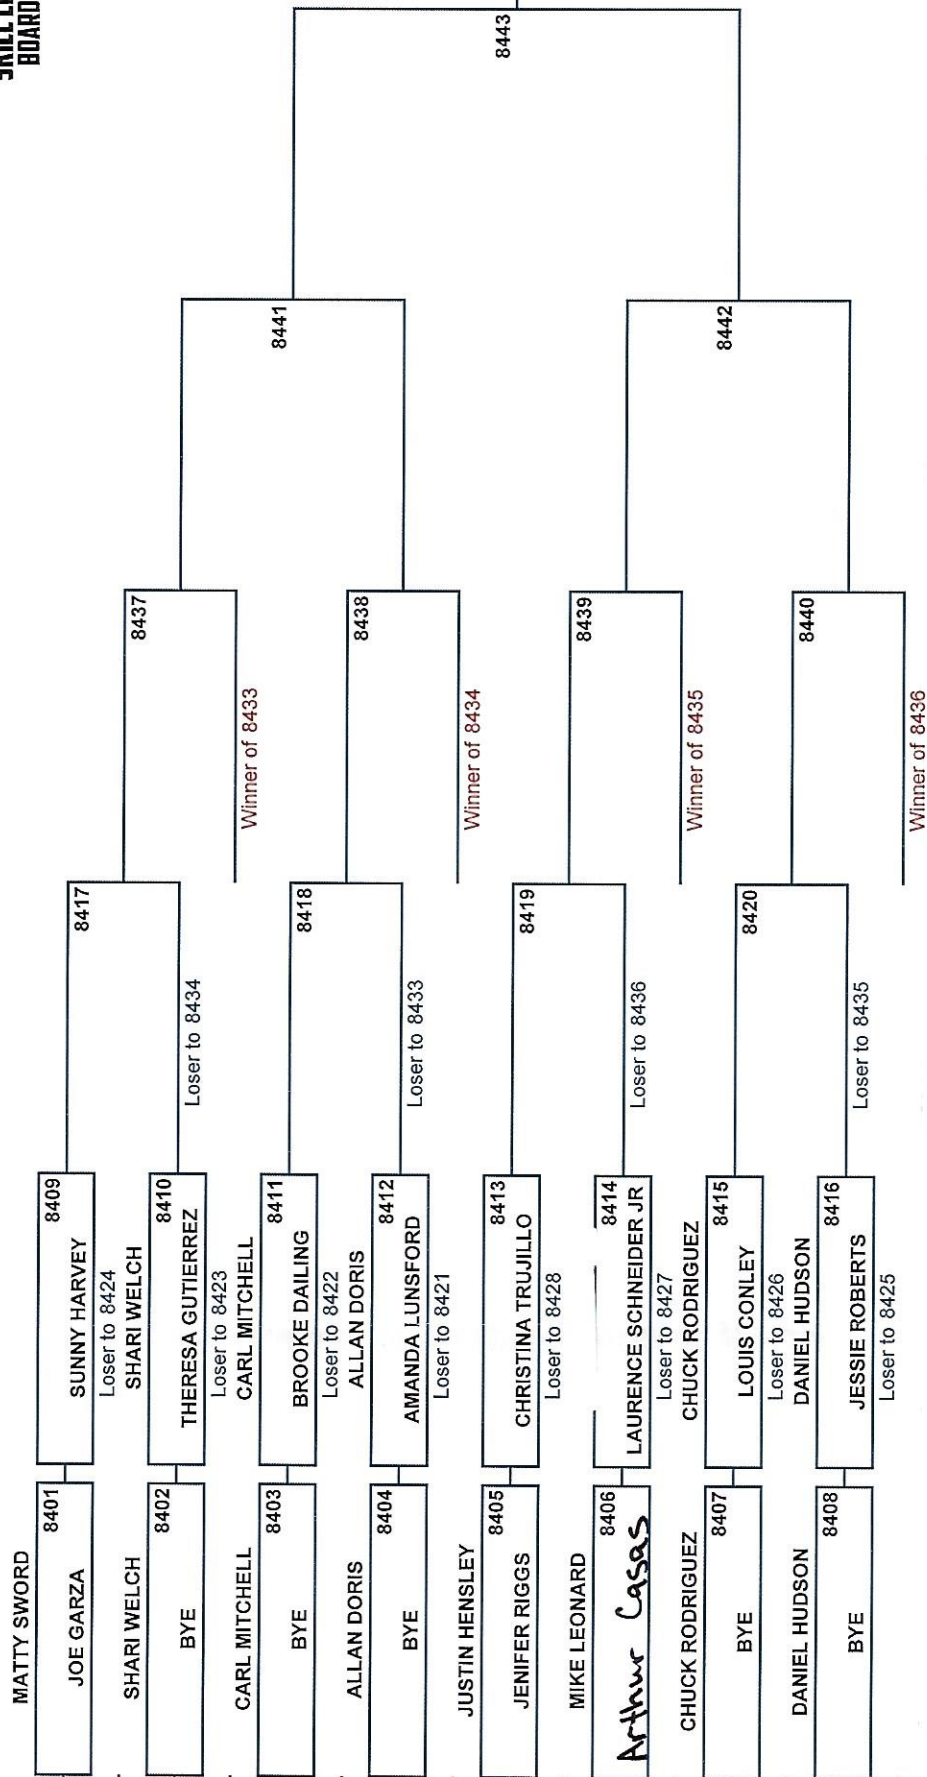 BOARD
MATTY SWORD
JOE GARZA
8401
SHARI WELCH
BYE
8402
CARL MITCHELL
BYE
8403
ALLAN DORIS
BYE
8404
JUSTIN HENSLEY
JENIFER RIGGS
8405
MIKE LEONARD
Arthur Casas
8406
CHUCK RODRIGUEZ
BYE
8407
DANIEL HUDSON
BYE
8408
SUNNY HARVEY
8409
Loser to 8424
SHARI WELCH
THERESA GUTIERREZ
8410
Loser to 8423
CARL MITCHELL
BROOKE DAILING
8411
Loser to 8422
ALLAN DORIS
AMANDA LUNSFORD
8412
Loser to 8421
CHRISTINA TRUJILLO
8413
Loser to 8428
LAURENCE SCHNEIDER JR
8414
Loser to 8427
CHUCK RODRIGUEZ
LOUIS CONLEY
8415
Loser to 8426
DANIEL HUDSON
JESSIE ROBERTS
8416
Loser to 8425
8417
Loser to 8434
8418
Loser to 8433
8419
Loser to 8436
8420
Loser to 8435
8437
Winner of 8433
8438
Winner of 8434
8439
Winner of 8435
8440
Winner of 8436
8441
8442
8443